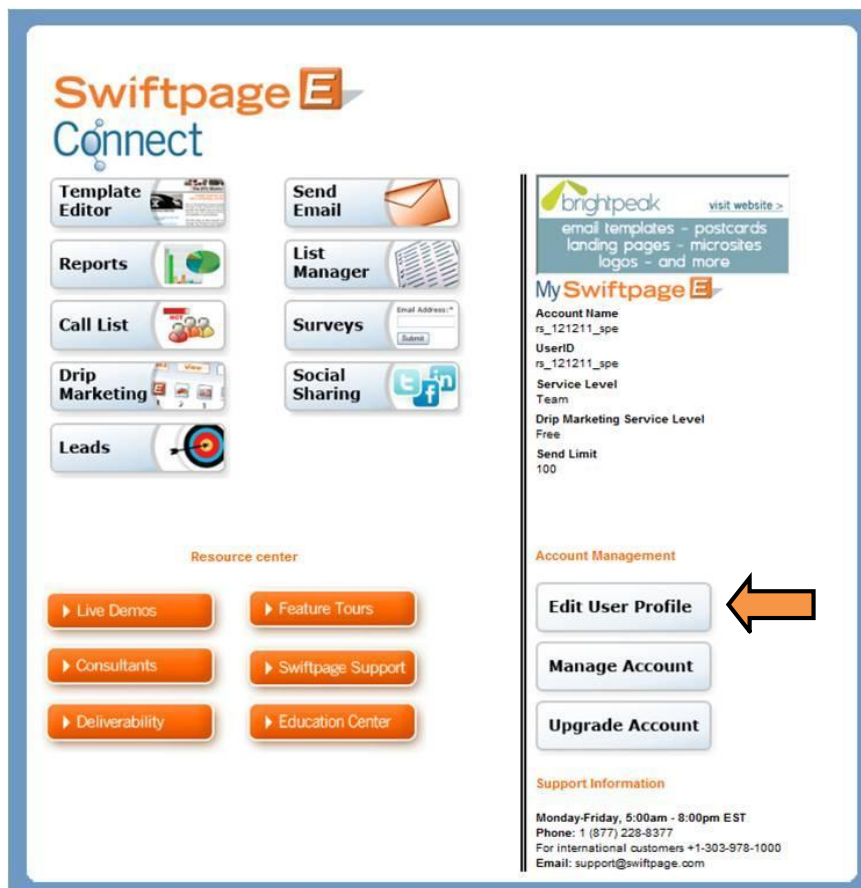 Swiftpage E
Connect
Template
Editor
Send
Email
Reports
List
Manager
Call List
HOT
Surveys
Email Address:*
Submit
Drip
Marketing
View
Social
Sharing
Leads
brightpeak
visit website >
email templates - postcards
landing pages - microsites
logos - and more
My Swiftpage E
Account Name
rs_121211_spe
UserID
rs_121211_spe
Service Level
Team
Drip Marketing Service Level
Free
Send Limit
100
Resource center
Live Demos
Feature Tours
Consultants
Swiftpage Support
Deliverability
Education Center
Account Management
Edit User Profile
Manage Account
Upgrade Account
Support Information
Monday-Friday, 5:00am - 8:00pm EST
Phone: 1 (877) 228-8377
For international customers +1-303-978-1000
Email: support@swiftpage.com